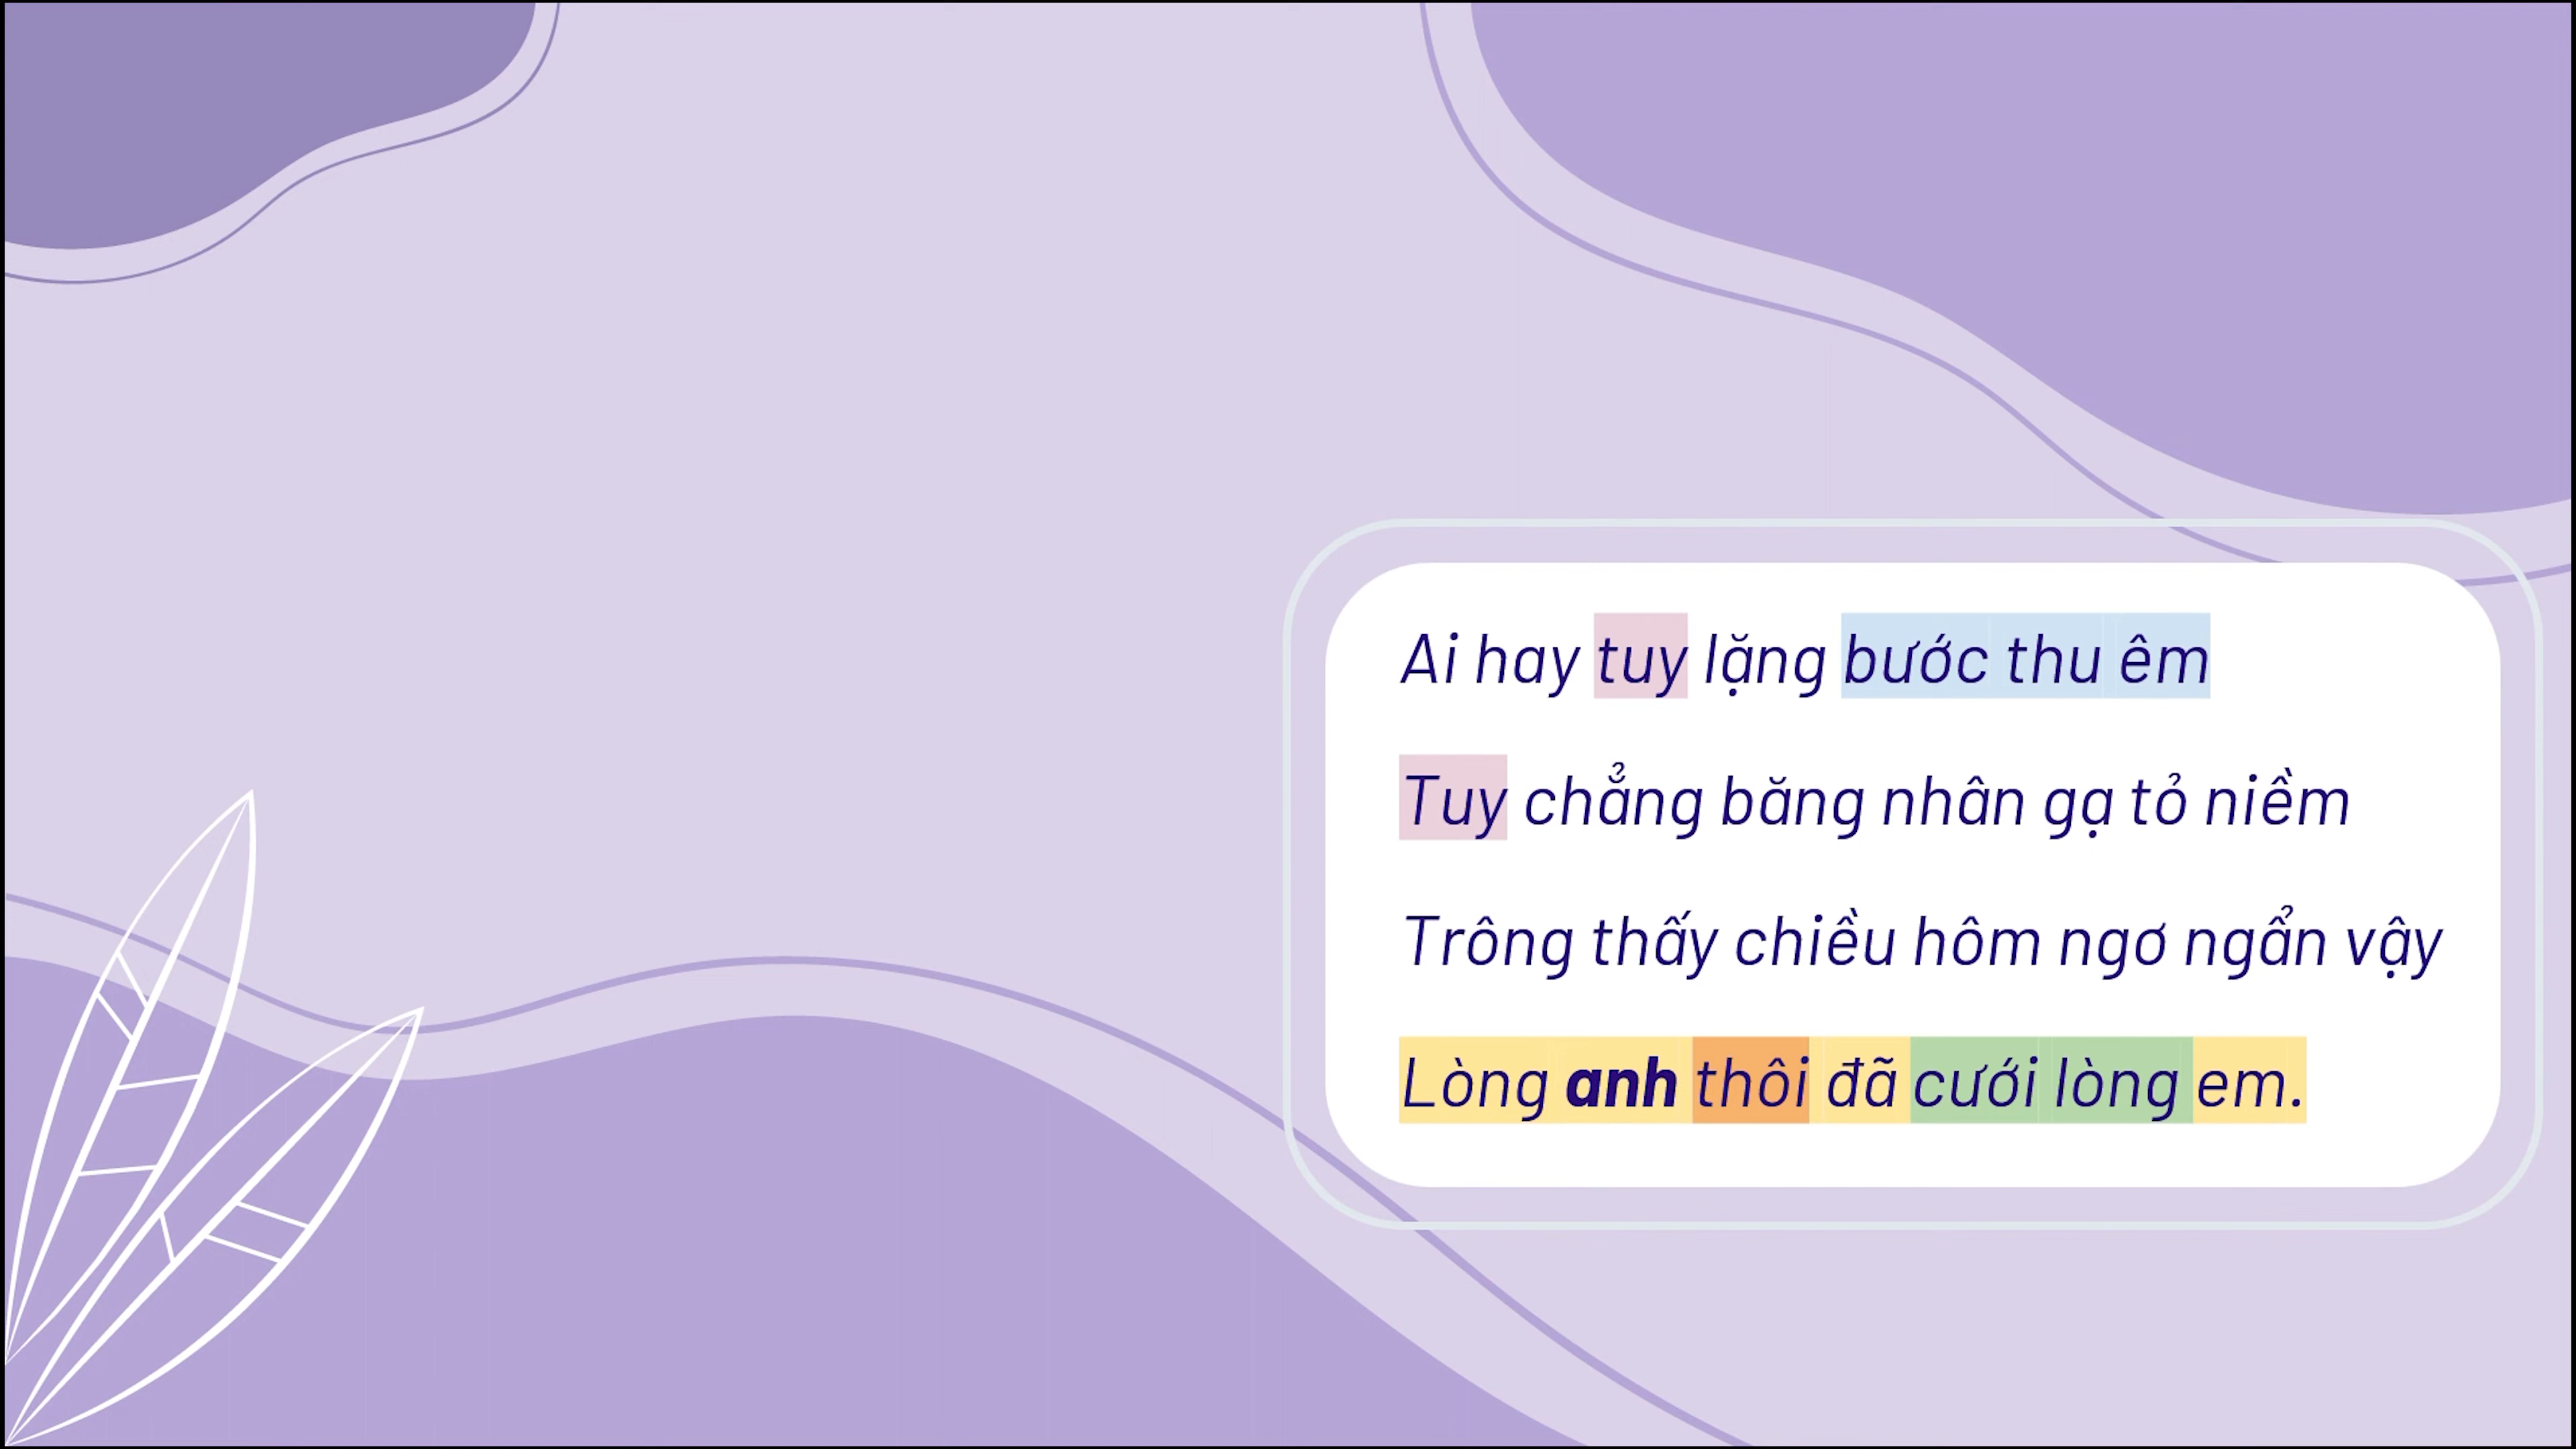 Ai hay tuy lặng bước thu êm
Tuy chẳng băng nhân gạ tỏ niềm
Trông thấy chiều hôm ngơ ngẩn vậy
Lòng anh thôi đã cưới lòng em.